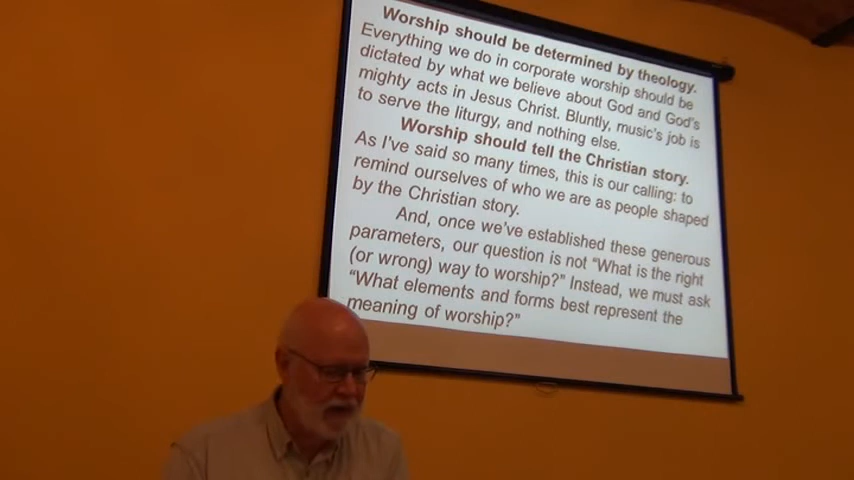 Worship should be determined by theology.
Everything we do in corporate worship should be
dictated by what we believe about God and God's
mighty acts in Jesus Christ. Bluntly, music's job is
to serve the liturgy, and nothing else.
Worship should tell the Christian story.
As I've said so many times, this is our calling: to
remind ourselves of who we are as people shaped
by the Christian story.
And, once we've established these generous
parameters, our question is not “What is the right
(or wrong) way to worship?” Instead, we must ask
“What elements and forms best represent the
meaning of worship?”